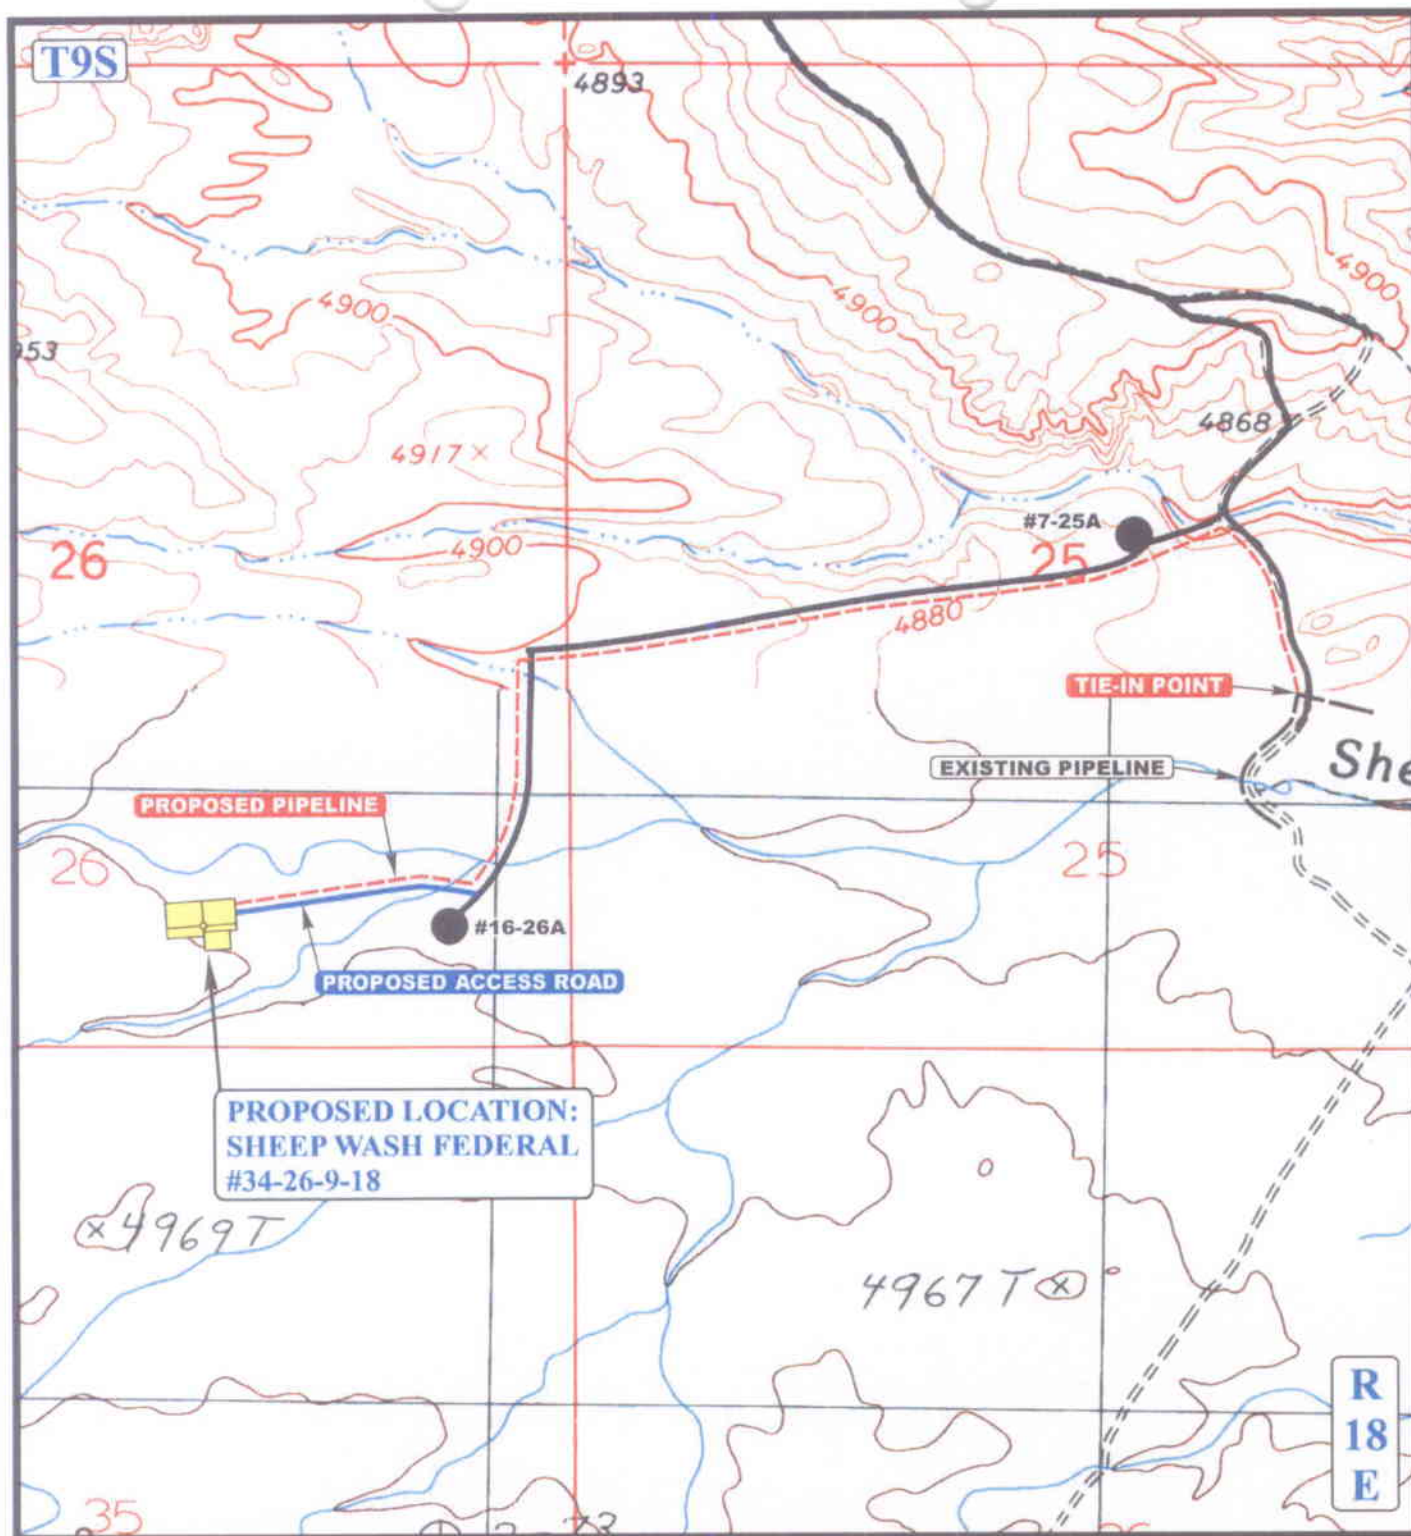 T9S
4893
4900
4900
4900
953
4917 ×
4868
#7-25A
26
4900
25
4880
TIE-IN POINT
She
EXISTING PIPELINE
PROPOSED PIPELINE
26
25
#16-26A
PROPOSED ACCESS ROAD
PROPOSED LOCATION:
SHEEP WASH FEDERAL
#34-26-9-18
×4969T
4967T ×
R
18
E
35